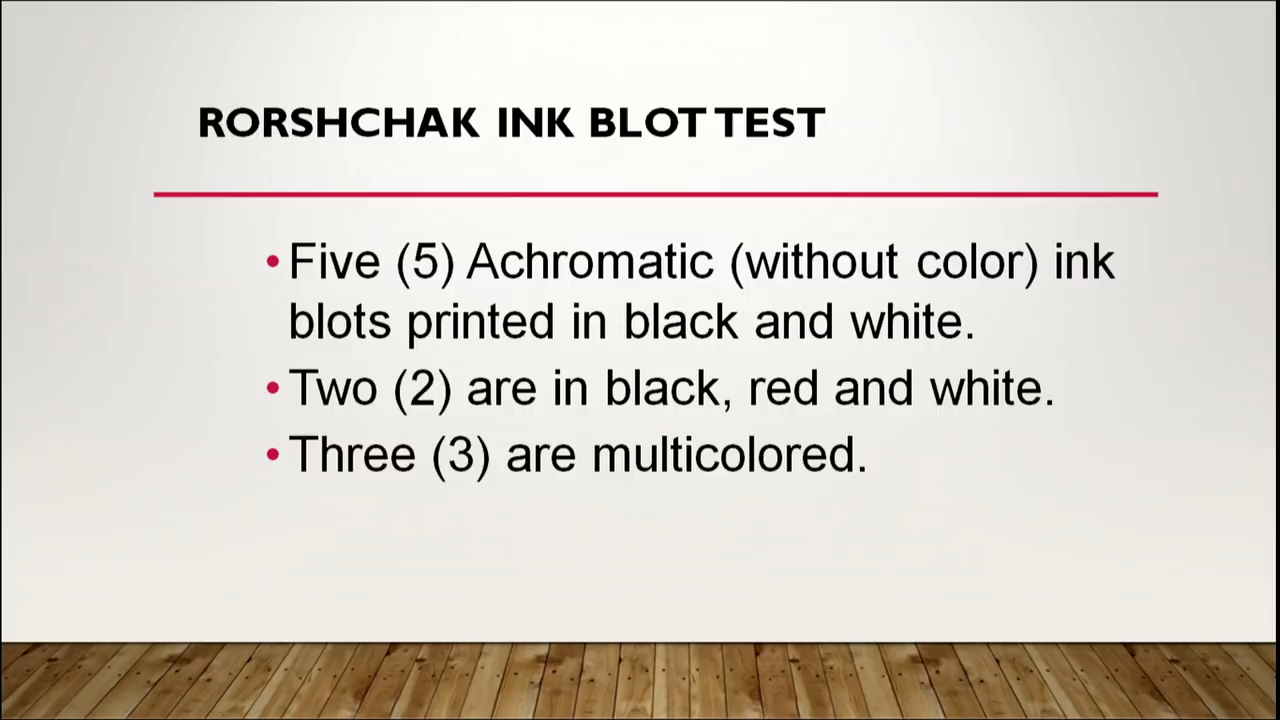 RORSHCHAK INK BLOT TEST
•Five (5) Achromatic (without color) ink
blots printed in black and white.
•Two (2) are in black, red and white.
•Three (3) are multicolored.